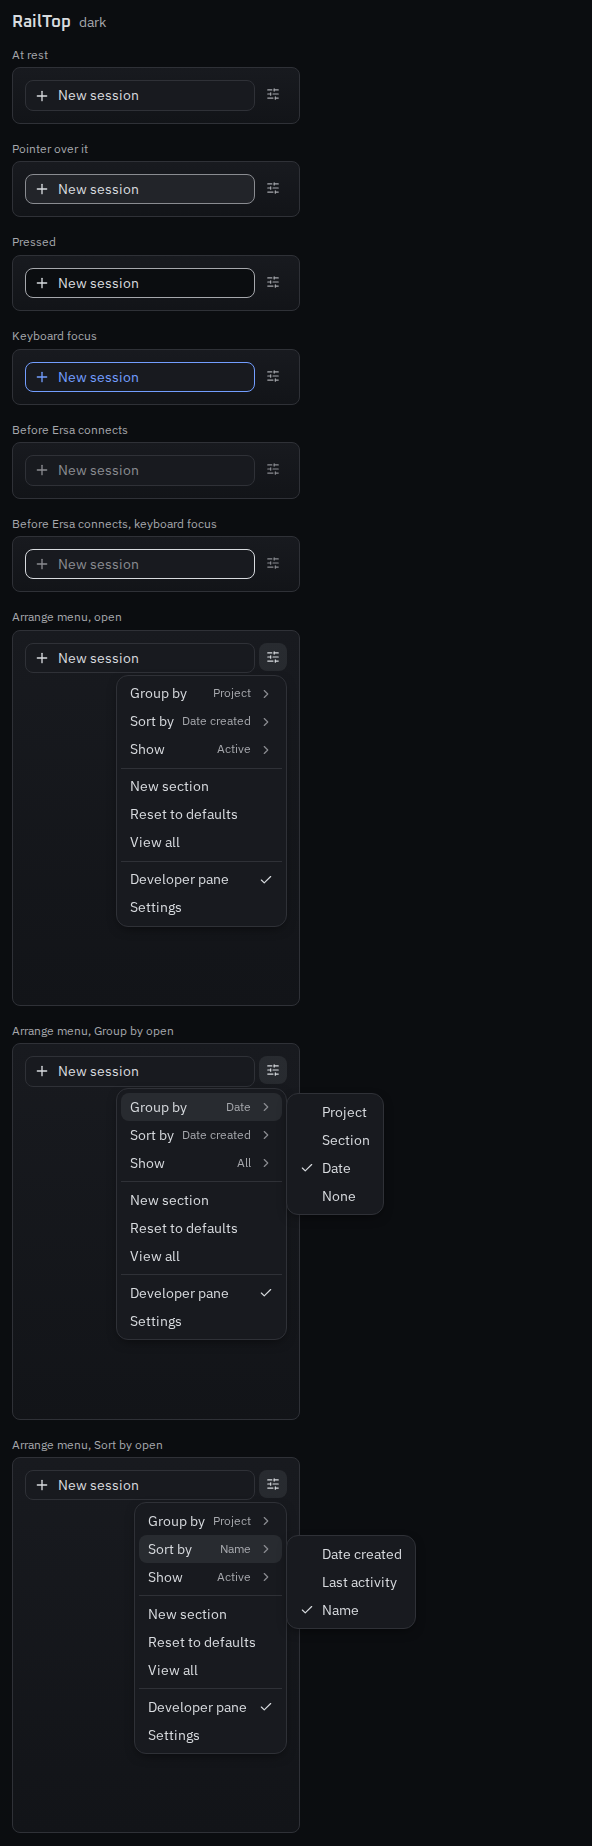 RailTop dark
At rest
New session
Pointer over it
New session
Pressed
New session
Keyboard focus
New session
Before Ersa connects
New session
Before Ersa connects, keyboard focus
New session
Arrange menu, open
New session
Group by Project
Sort by Date created
Show Active
New section
Reset to defaults
View all
Developer pane
Settings
Arrange menu, Group by open
New session
Group by Date
Sort by Date created
Show All
New section
Reset to defaults
View all
Developer pane
Settings
Project
Section
Date
None
Arrange menu, Sort by open
New session
Group by Project
Sort by Name
Show Active
New section
Reset to defaults
View all
Developer pane
Settings
Date created
Last activity
Name